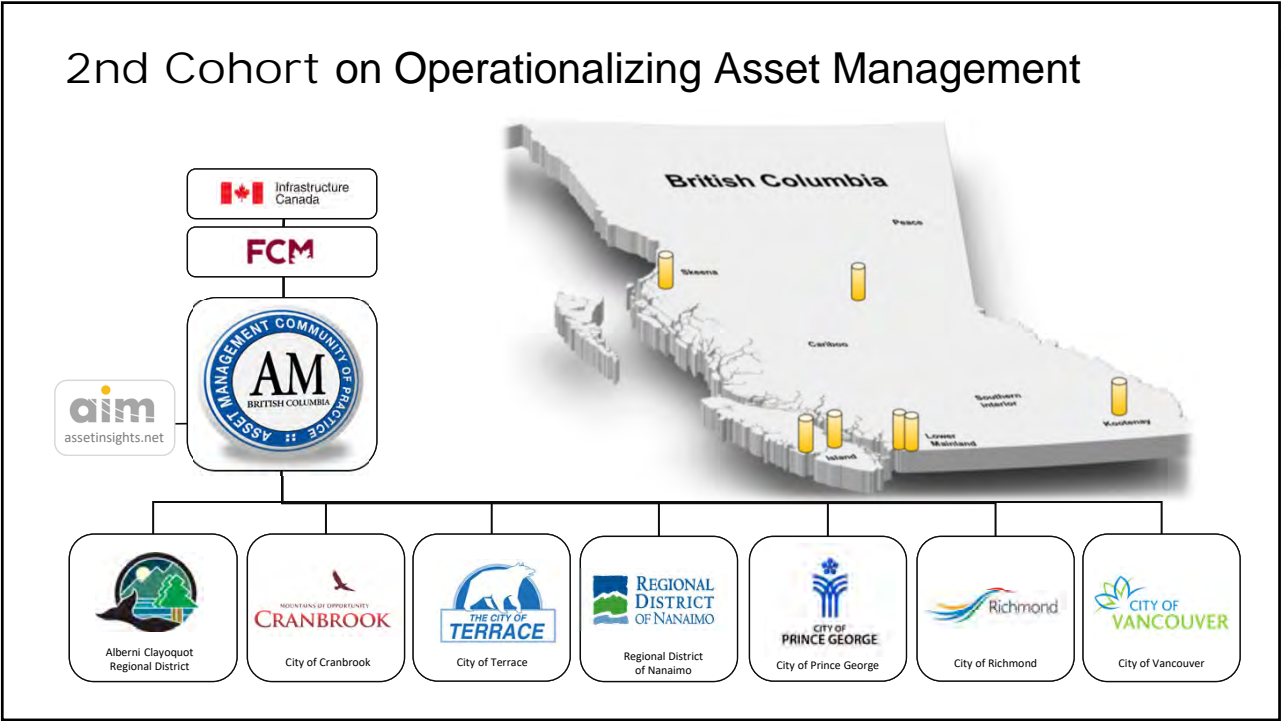 2nd Cohort on Operationalizing Asset Management
Infrastructure
Canada
FCM
ASSET MANAGEMENT COMMUNITY OF PRACTICE
AM
BRITISH COLUMBIA
aim
assetinsights.net
British Columbia
Peace
Skeena
Cariboo
Southern
Interior
Kootenay
Lower
Mainland
Island
Alberni Clayoquot
Regional District
MOUNTAINS OF OPPORTUNITY
CRANBROOK
City of Cranbrook
THE CITY OF
TERRACE
City of Terrace
REGIONAL
DISTRICT
OF NANAIMO
Regional District
of Nanaimo
CITY OF
PRINCE GEORGE
City of Prince George
Richmond
City of Richmond
CITY OF
VANCOUVER
City of Vancouver